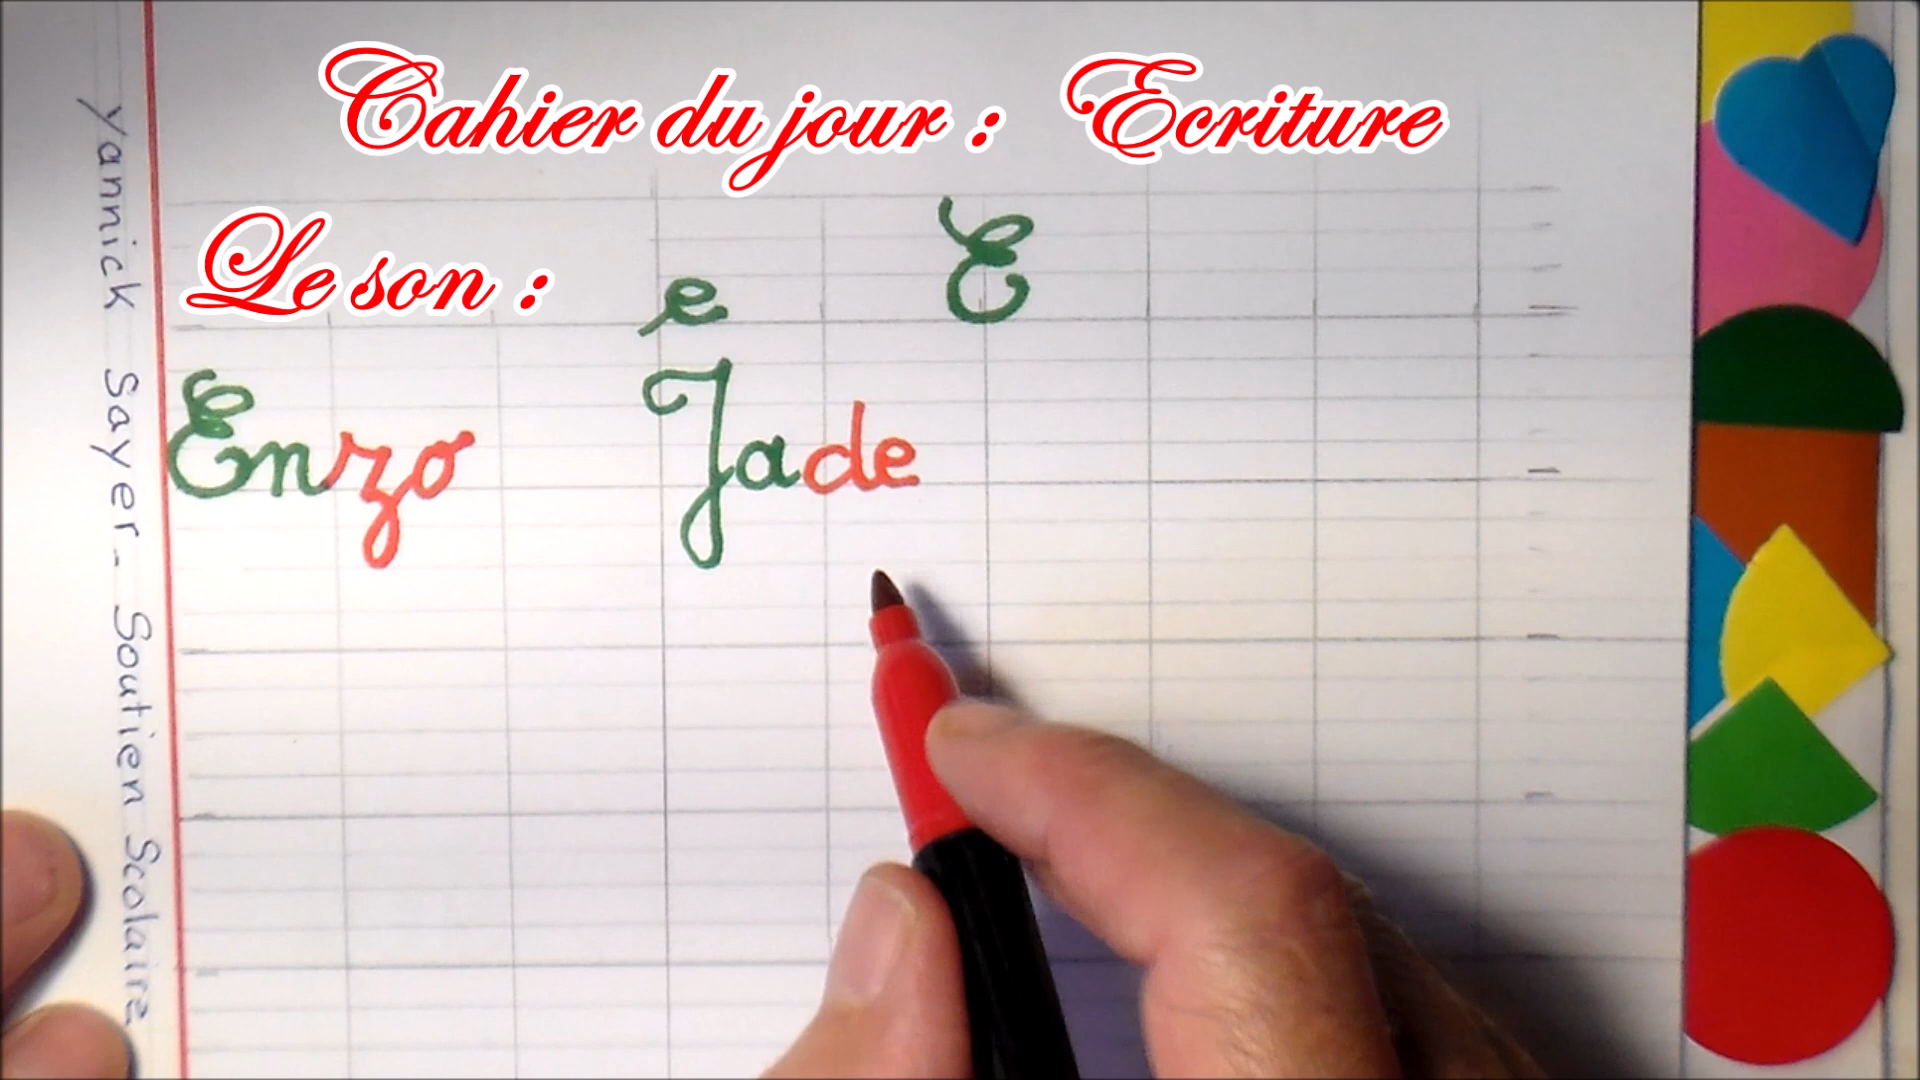 Cahier du jour : Ecriture
Le son : e E
Enzo Jade
Yannick Sayer - Soutien Scolaire